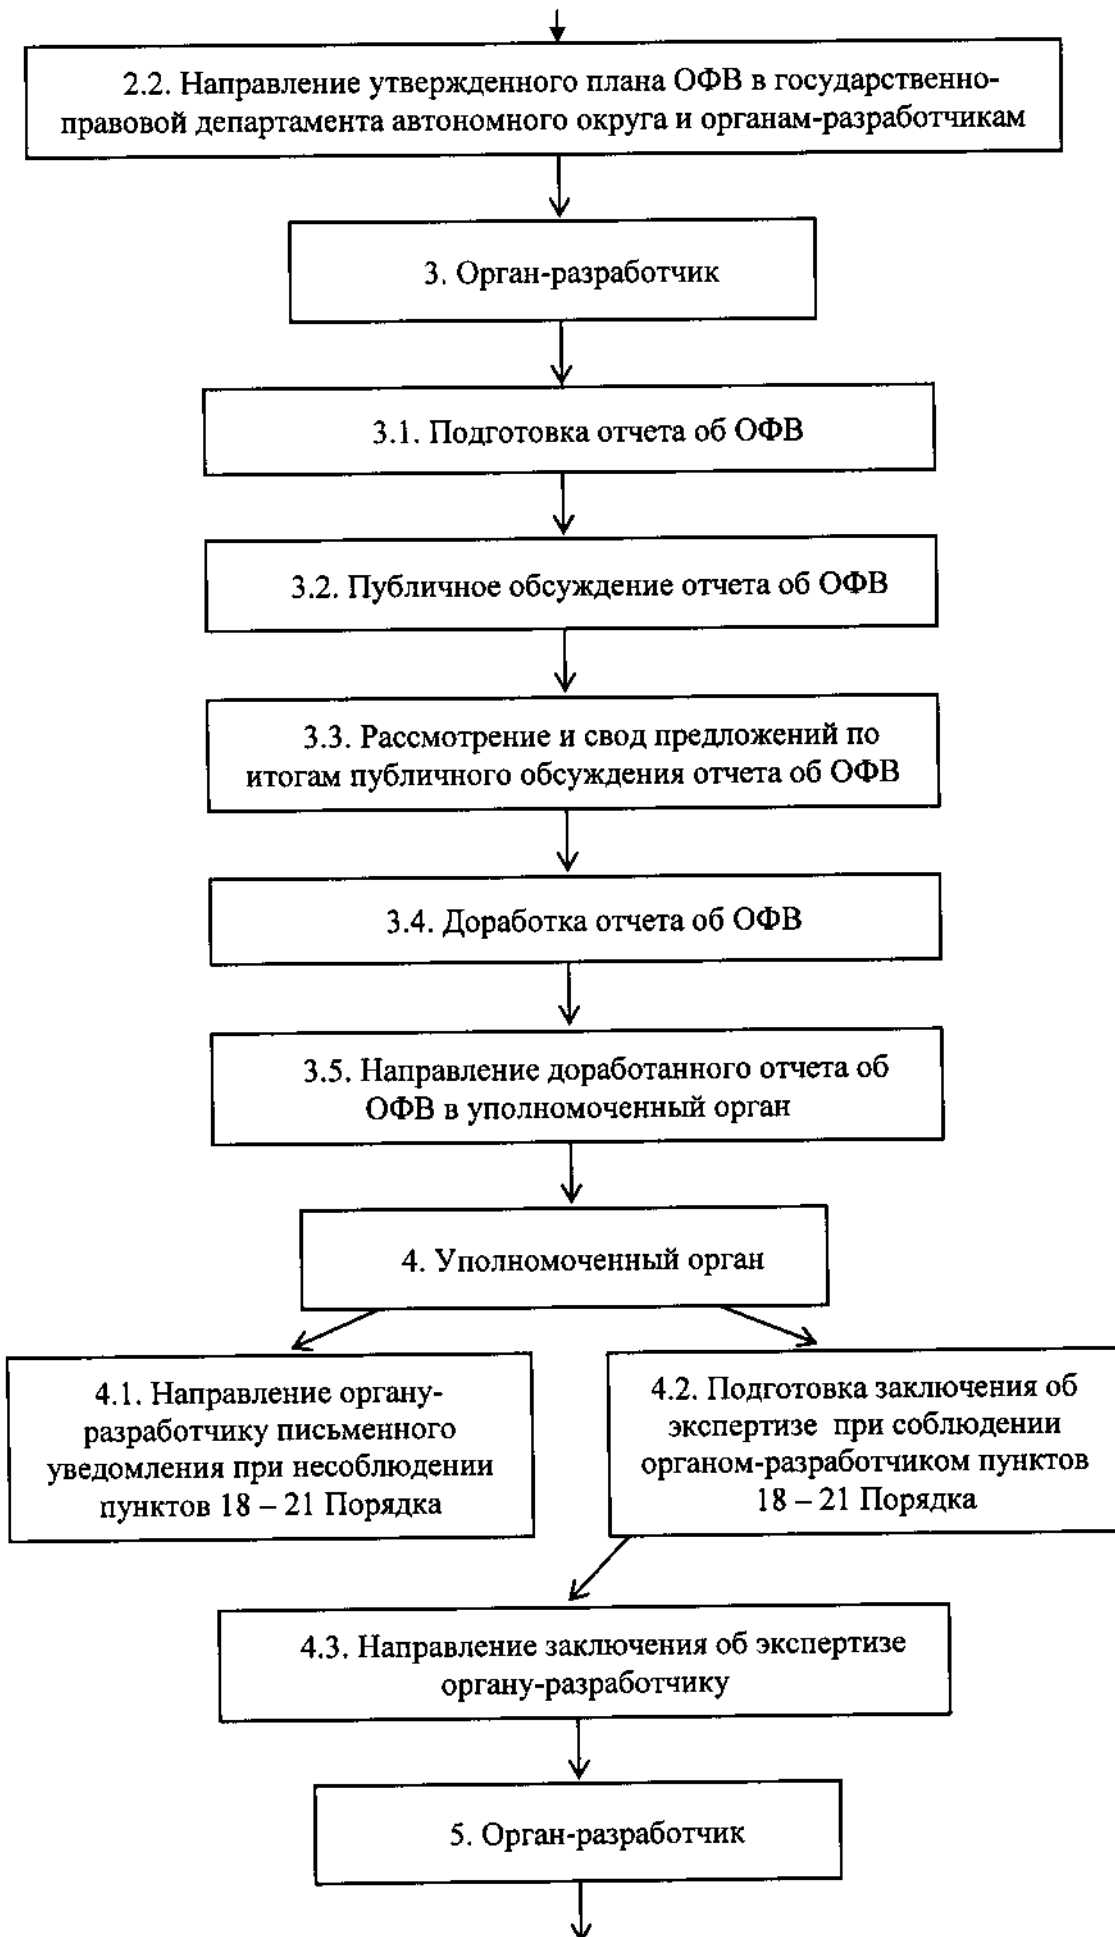 2.2. Направление утвержденного плана ОФВ в государственно-
правовой департамента автономного округа и органам-разработчикам
3. Орган-разработчик
3.1. Подготовка отчета об ОФВ
3.2. Публичное обсуждение отчета об ОФВ
3.3. Рассмотрение и свод предложений по
итогам публичного обсуждения отчета об ОФВ
3.4. Доработка отчета об ОФВ
3.5. Направление доработанного отчета об
ОФВ в уполномоченный орган
4. Уполномоченный орган
4.1. Направление органу-
разработчику письменного
уведомления при несоблюдении
пунктов 18 – 21 Порядка
4.2. Подготовка заключения об
экспертизе при соблюдении
органом-разработчиком пунктов
18 – 21 Порядка
4.3. Направление заключения об экспертизе
органу-разработчику
5. Орган-разработчик